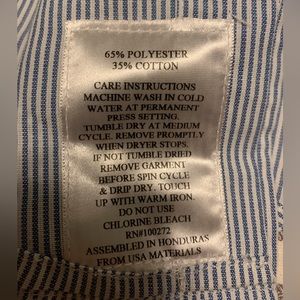 65% POLYESTER
35% COTTON
CARE INSTRUCTIONS
MACHINE WASH IN COLD
WATER AT PERMANENT
PRESS SETTING.
TUMBLE DRY AT MEDIUM
CYCLE. REMOVE PROMPTLY
WHEN DRYER STOPS.
IF NOT TUMBLE DRIED
REMOVE GARMENT
BEFORE SPIN CYCLE
& DRIP DRY. TOUCH
UP WITH WARM IRON.
DO NOT USE
CHLORINE BLEACH
RN#100272
ASSEMBLED IN HONDURAS
FROM USA MATERIALS